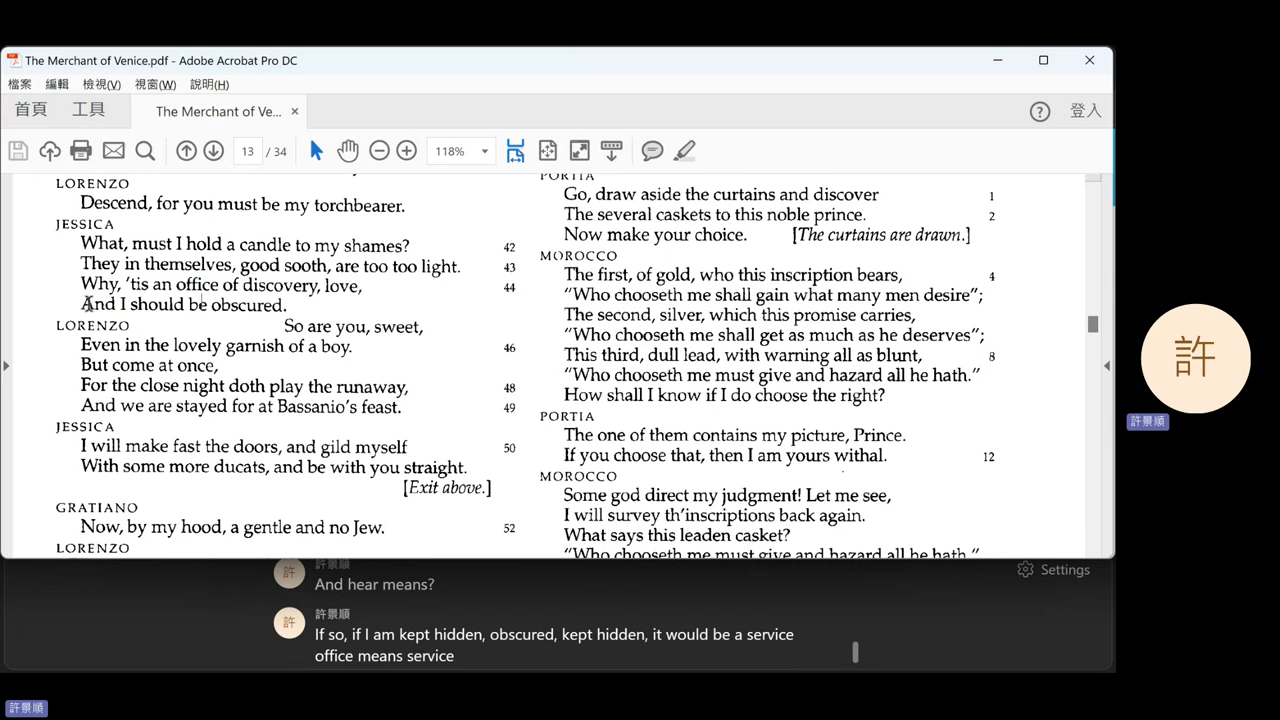 The Merchant of Venice.pdf - Adobe Acrobat Pro DC
檔案 編輯 檢視(V) 視窗(W) 說明(H)
首頁 工具 The Merchant of Ve... × 登入
13 / 34 118%
LORENZO
Descend, for you must be my torchbearer.
JESSICA
What, must I hold a candle to my shames? 42
They in themselves, good sooth, are too too light. 43
Why, 'tis an office of discovery, love, 44
And I should be obscured.
LORENZO So are you, sweet,
Even in the lovely garnish of a boy. 46
But come at once,
For the close night doth play the runaway, 48
And we are stayed for at Bassanio's feast. 49
JESSICA
I will make fast the doors, and gild myself 50
With some more ducats, and be with you straight.
[Exit above.]
GRATIANO
Now, by my hood, a gentle and no Jew. 52
LORENZO
PORTIA
Go, draw aside the curtains and discover 1
The several caskets to this noble prince. 2
Now make your choice. [The curtains are drawn.]
MOROCCO
The first, of gold, who this inscription bears, 4
"Who chooseth me shall gain what many men desire";
The second, silver, which this promise carries,
"Who chooseth me shall get as much as he deserves";
This third, dull lead, with warning all as blunt, 8
"Who chooseth me must give and hazard all he hath."
How shall I know if I do choose the right?
PORTIA
The one of them contains my picture, Prince.
If you choose that, then I am yours withal. 12
MOROCCO
Some god direct my judgment! Let me see,
I will survey th'inscriptions back again.
What says this leaden casket?
"Who chooseth me must give and hazard all he hath."
許
許景順
許 許景順
And hear means?
Settings
許 許景順
If so, if I am kept hidden, obscured, kept hidden, it would be a service
office means service
許景順